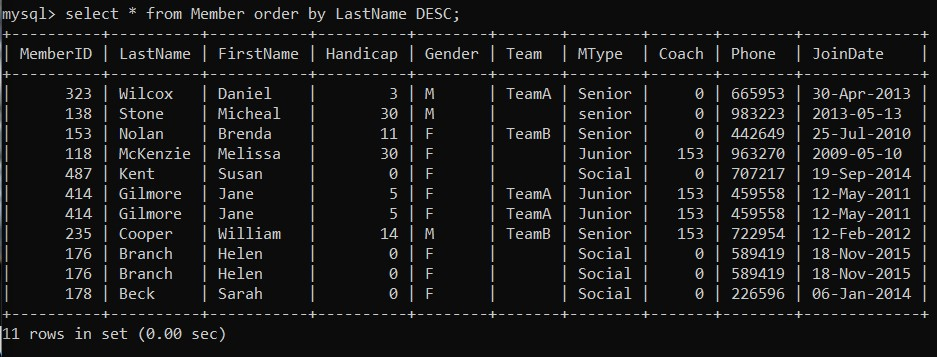 mysql> select * from Member order by LastName DESC;
+----------+----------+-----------+----------+--------+-------+--------+-------+--------+-------------+
| MemberID | LastName | FirstName | Handicap | Gender | Team  | MType  | Coach | Phone  | JoinDate    |
+----------+----------+-----------+----------+--------+-------+--------+-------+--------+-------------+
|      323 | Wilcox   | Daniel    |        3 | M      | TeamA | Senior |     0 | 665953 | 30-Apr-2013 |
|      138 | Stone    | Micheal   |       30 | M      |       | senior |     0 | 983223 | 2013-05-13  |
|      153 | Nolan    | Brenda    |       11 | F      | TeamB | Senior |     0 | 442649 | 25-Jul-2010 |
|      118 | McKenzie | Melissa   |       30 | F      |       | Junior |   153 | 963270 | 2009-05-10  |
|      487 | Kent     | Susan     |        0 | F      |       | Social |     0 | 707217 | 19-Sep-2014 |
|      414 | Gilmore  | Jane      |        5 | F      | TeamA | Junior |   153 | 459558 | 12-May-2011 |
|      414 | Gilmore  | Jane      |        5 | F      | TeamA | Junior |   153 | 459558 | 12-May-2011 |
|      235 | Cooper   | William   |       14 | M      | TeamB | Senior |   153 | 722954 | 12-Feb-2012 |
|      176 | Branch   | Helen     |        0 | F      |       | Social |     0 | 589419 | 18-Nov-2015 |
|      176 | Branch   | Helen     |        0 | F      |       | Social |     0 | 589419 | 18-Nov-2015 |
|      178 | Beck     | Sarah     |        0 | F      |       | Social |     0 | 226596 | 06-Jan-2014 |
+----------+----------+-----------+----------+--------+-------+--------+-------+--------+-------------+
11 rows in set (0.00 sec)